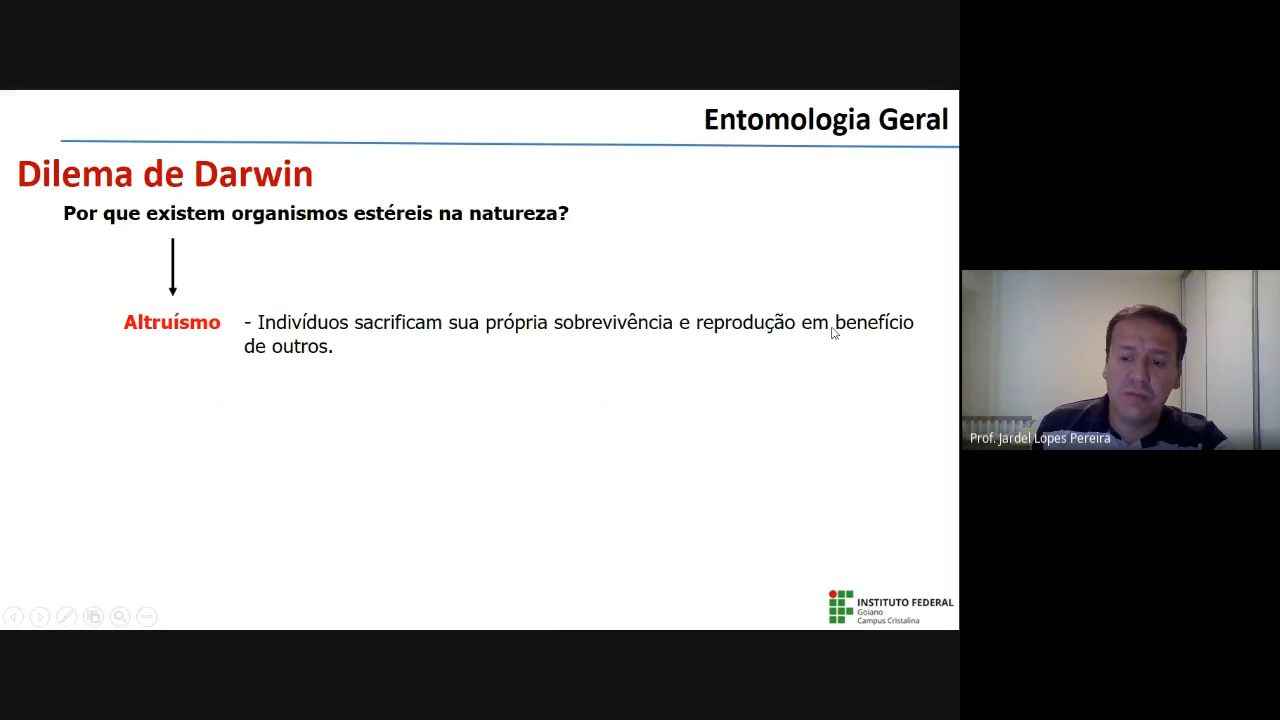 Entomologia Geral
Dilema de Darwin
Por que existem organismos estéreis na natureza?
Altruísmo - Indivíduos sacrificam sua própria sobrevivência e reprodução em benefício
de outros.
Prof. Jardel Lopes Pereira
INSTITUTO FEDERAL
Goiano
Campus Cristalina